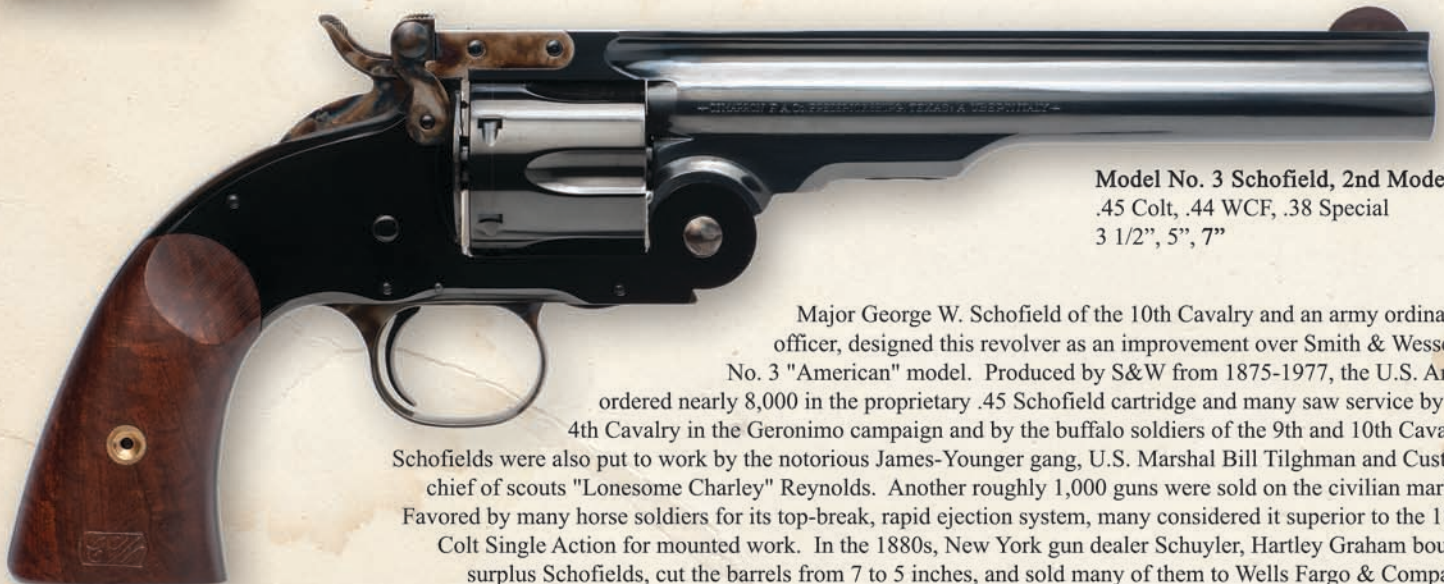 Model No. 3 Schofield, 2nd Mode
.45 Colt, .44 WCF, .38 Special
3 1/2”, 5”, 7”
Major George W. Schofield of the 10th Cavalry and an army ordina
officer, designed this revolver as an improvement over Smith & Wess
No. 3 "American" model. Produced by S&W from 1875-1977, the U.S. A
ordered nearly 8,000 in the proprietary .45 Schofield cartridge and many saw service by
4th Cavalry in the Geronimo campaign and by the buffalo soldiers of the 9th and 10th Cava
Schofields were also put to work by the notorious James-Younger gang, U.S. Marshal Bill Tilghman and Cust
chief of scouts "Lonesome Charley" Reynolds. Another roughly 1,000 guns were sold on the civilian mar
Favored by many horse soldiers for its top-break, rapid ejection system, many considered it superior to the 1
Colt Single Action for mounted work. In the 1880s, New York gun dealer Schuyler, Hartley Graham bou
surplus Schofields, cut the barrels from 7 to 5 inches, and sold many of them to Wells Fargo & Comp